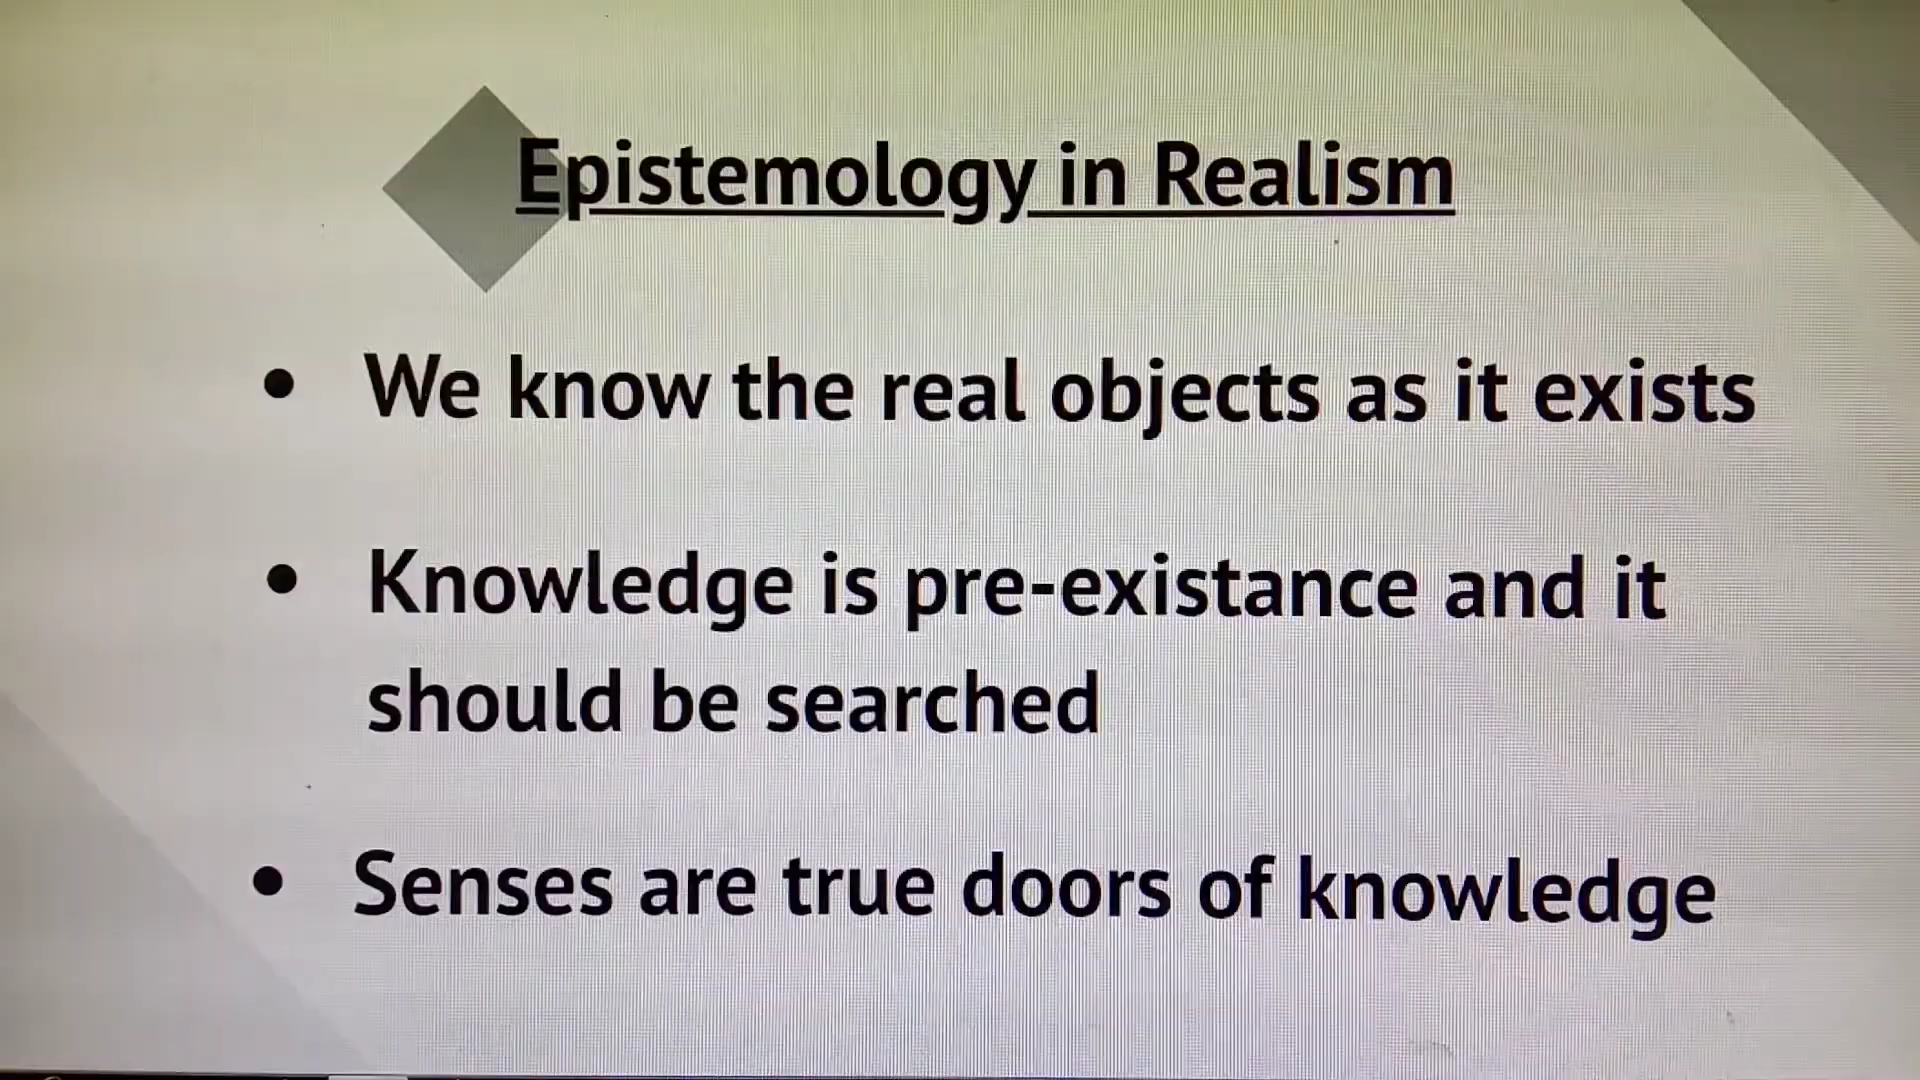 Epistemology in Realism
• We know the real objects as it exists
• Knowledge is pre-existance and it
should be searched
• Senses are true doors of knowledge